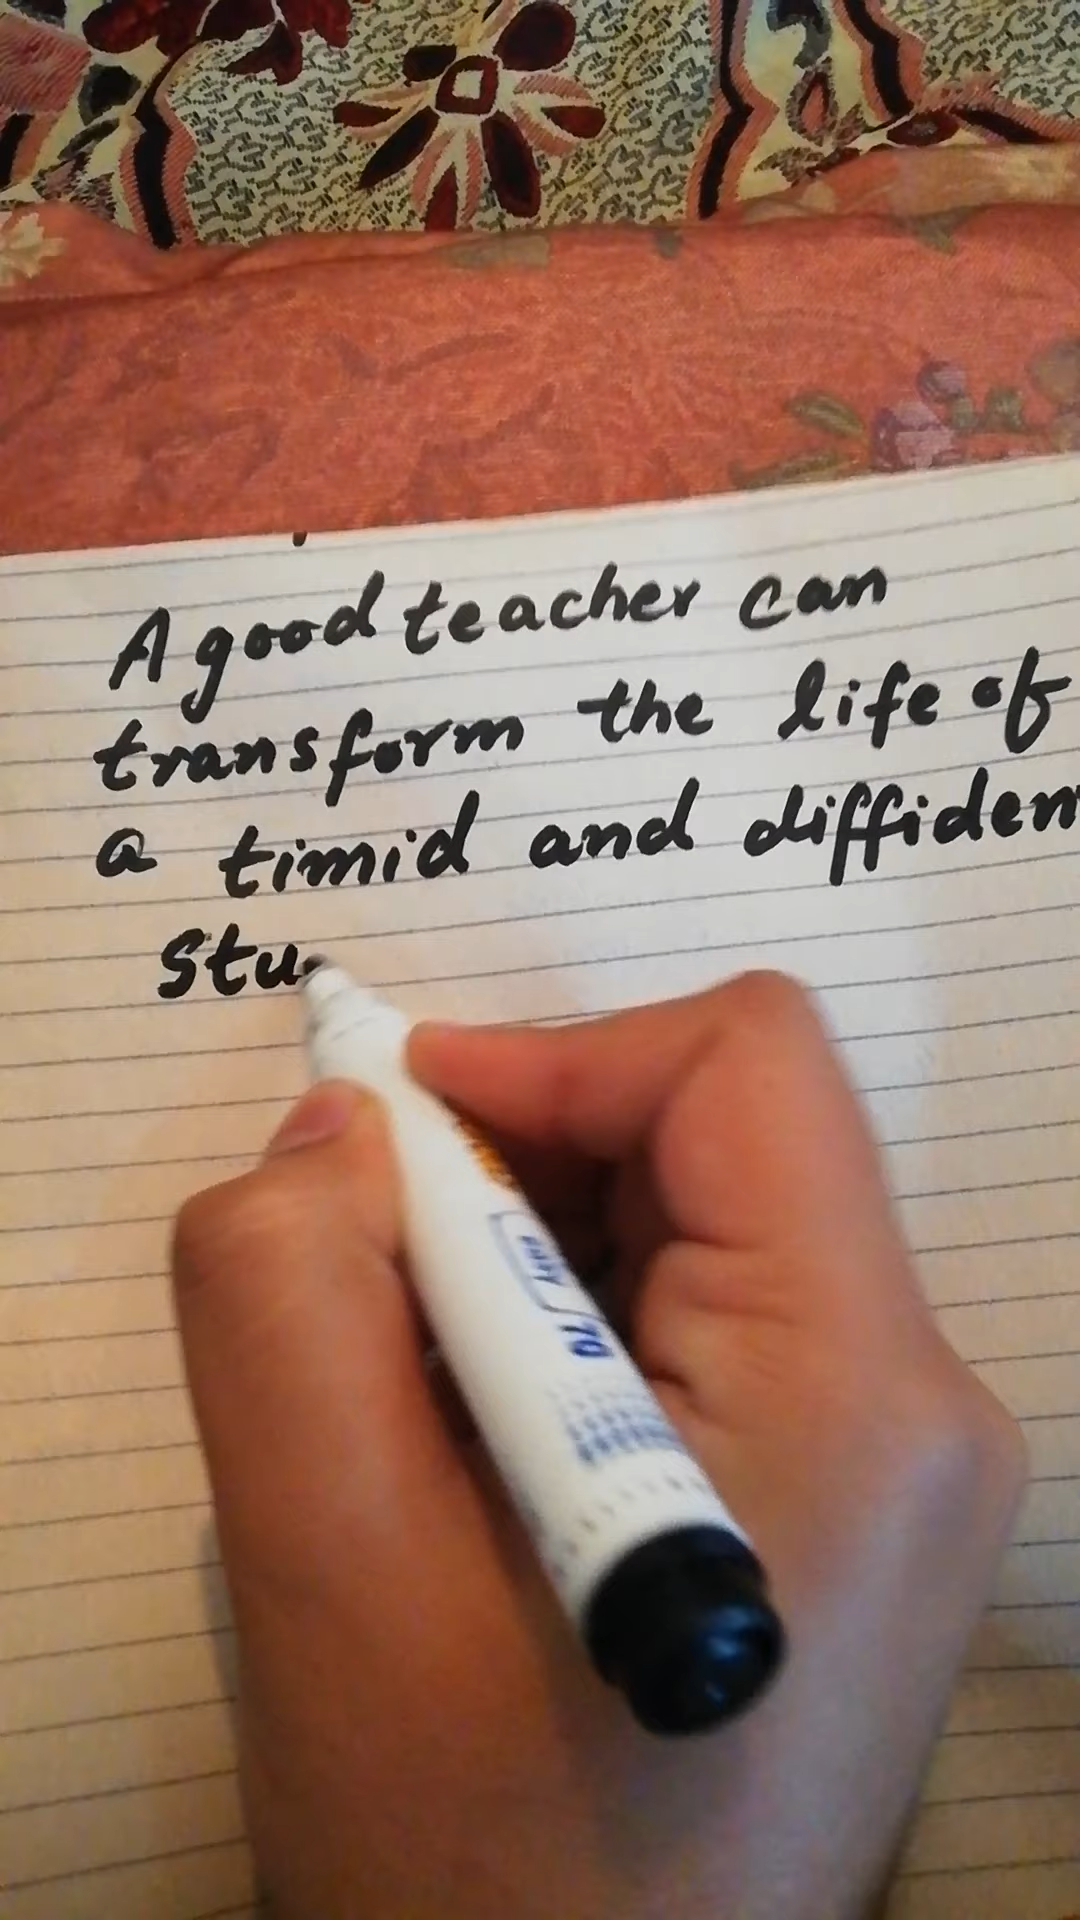 A good teacher can
transform the life of
a timid and diffiden
stu